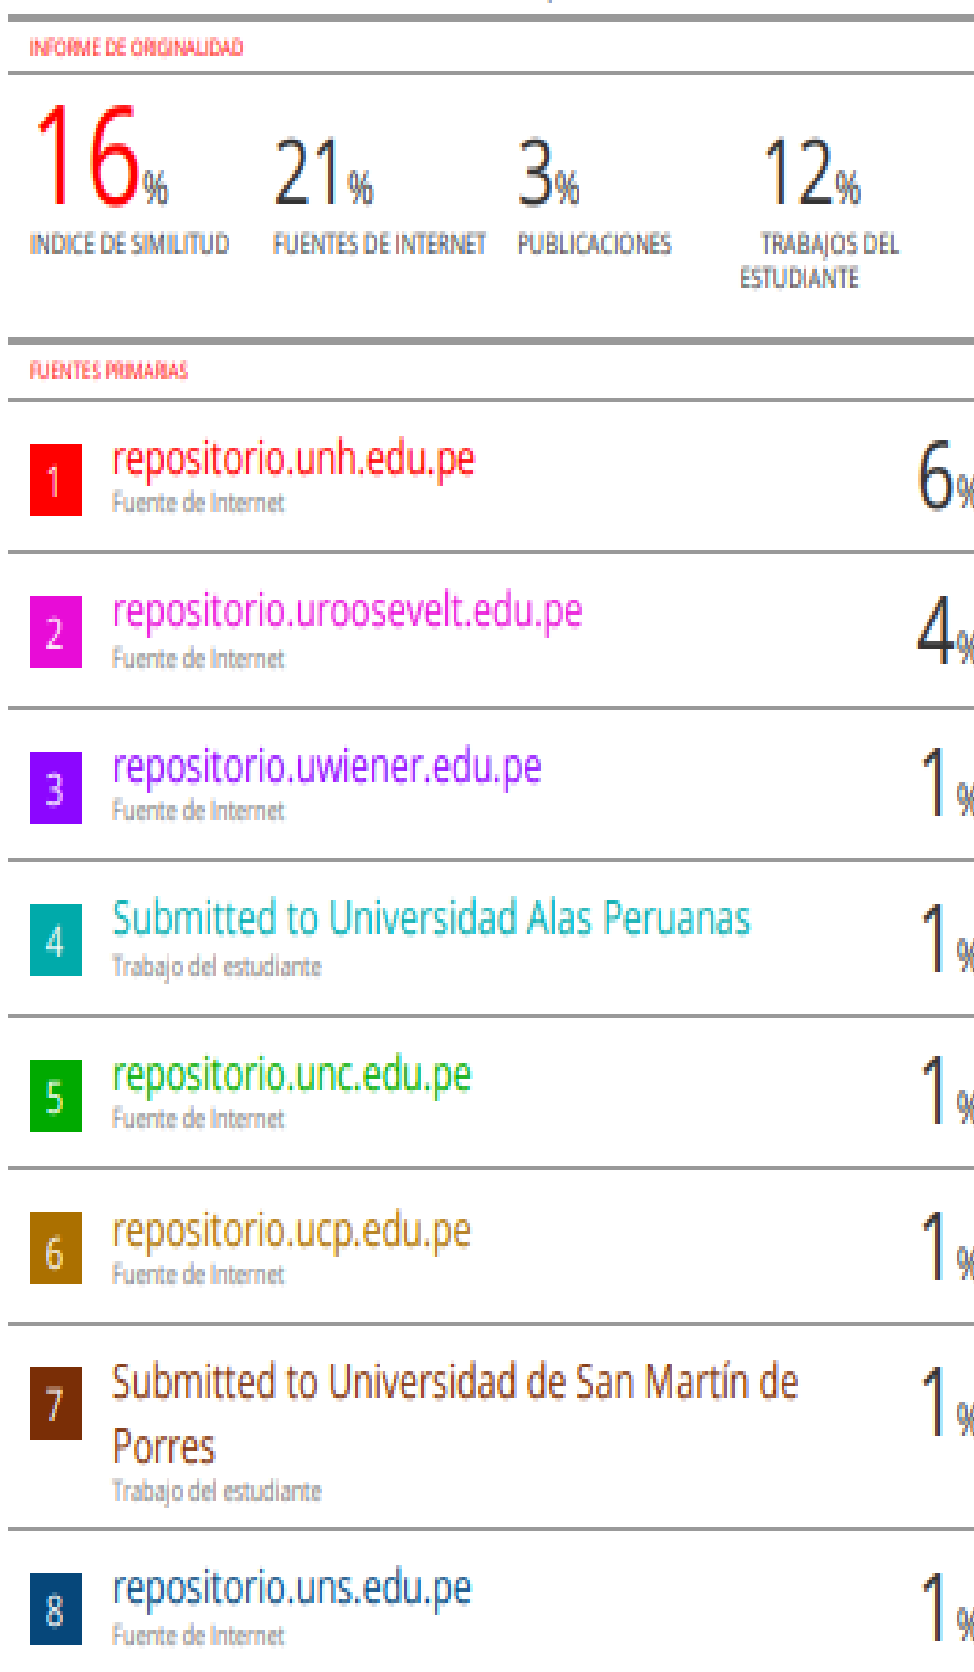 INFORME DE ORIGINALIDAD
16%
21%
3%
12%
INDICE DE SIMILITUD
FUENTES DE INTERNET
PUBLICACIONES
TRABAJOS DEL
ESTUDIANTE
FUENTES PRIMARIAS
1 repositorio.unh.edu.pe 6%
Fuente de Internet
2 repositorio.uroosevelt.edu.pe 4%
Fuente de Internet
3 repositorio.uwiener.edu.pe 1%
Fuente de Internet
4 Submitted to Universidad Alas Peruanas 1%
Trabajo del estudiante
5 repositorio.unc.edu.pe 1%
Fuente de Internet
6 repositorio.ucp.edu.pe 1%
Fuente de Internet
7 Submitted to Universidad de San Martín de 1%
Porres
Trabajo del estudiante
8 repositorio.uns.edu.pe 1%
Fuente de Internet